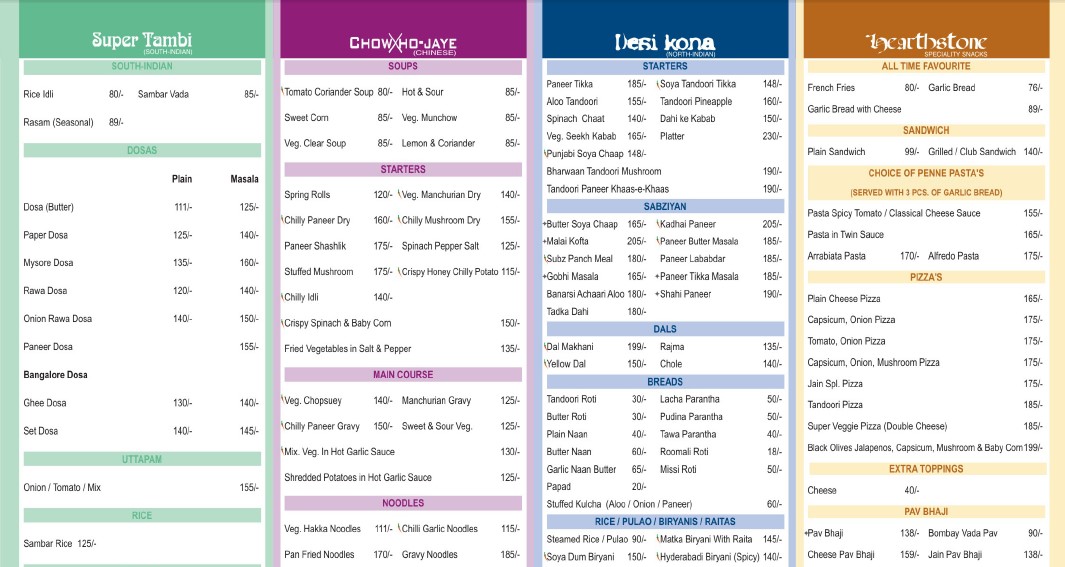 Super Tambi
(SOUTH-INDIAN)
SOUTH-INDIAN
Rice Idli 80/- Sambar Vada 85/-
Rasam (Seasonal) 89/-
DOSAS
Plain Masala
Dosa (Butter) 111/- 125/-
Paper Dosa 125/- 140/-
Mysore Dosa 135/- 160/-
Rawa Dosa 120/- 140/-
Onion Rawa Dosa 140/- 150/-
Paneer Dosa 155/-
Bangalore Dosa
Ghee Dosa 130/- 140/-
Set Dosa 140/- 145/-
UTTAPAM
Onion / Tomato / Mix 155/-
RICE
Sambar Rice 125/-
CHOWHO-JAYE
(CHINESE)
SOUPS
Tomato Coriander Soup 80/- Hot & Sour 85/-
Sweet Corn 85/- Veg. Munchow 85/-
Veg. Clear Soup 85/- Lemon & Coriander 85/-
STARTERS
Spring Rolls 120/- Veg. Manchurian Dry 140/-
Chilly Paneer Dry 160/- Chilly Mushroom Dry 155/-
Paneer Shashlik 175/- Spinach Pepper Salt 125/-
Stuffed Mushroom 175/- Crispy Honey Chilly Potato 115/-
Chilly Idli 140/-
Crispy Spinach & Baby Corn 150/-
Fried Vegetables in Salt & Pepper 135/-
MAIN COURSE
Veg. Chopsuey 140/- Manchurian Gravy 125/-
Chilly Paneer Gravy 150/- Sweet & Sour Veg. 125/-
Mix. Veg. In Hot Garlic Sauce 130/-
Shredded Potatoes in Hot Garlic Sauce 125/-
NOODLES
Veg. Hakka Noodles 111/- Chilli Garlic Noodles 115/-
Pan Fried Noodles 170/- Gravy Noodles 185/-
Desi kona
(NORTH-INDIAN)
STARTERS
Paneer Tikka 185/- Soya Tandoori Tikka 148/-
Aloo Tandoori 155/- Tandoori Pineapple 160/-
Spinach Chaat 140/- Dahi ke Kabab 150/-
Veg. Seekh Kabab 165/- Platter 230/-
Punjabi Soya Chaap 148/-
Bharwaan Tandoori Mushroom 190/-
Tandoori Paneer Khaas-e-Khaas 190/-
SABZIYAN
Butter Soya Chaap 165/- Kadhai Paneer 205/-
Malai Kofta 205/- Paneer Butter Masala 185/-
Subz Panch Meal 180/- Paneer Lababdar 185/-
Gobhi Masala 165/- Paneer Tikka Masala 185/-
Banarsi Achaari Aloo 180/- Shahi Paneer 190/-
Tadka Dahi 180/-
DALS
Dal Makhani 199/- Rajma 135/-
Yellow Dal 150/- Chole 140/-
BREADS
Tandoori Roti 30/- Lacha Parantha 50/-
Butter Roti 30/- Pudina Parantha 50/-
Plain Naan 40/- Tawa Parantha 40/-
Butter Naan 60/- Roomali Roti 18/-
Garlic Naan Butter 65/- Missi Roti 50/-
Papad 20/-
Stuffed Kulcha (Aloo / Onion / Paneer) 60/-
RICE / PULAO / BIRYANIS / RAITAS
Steamed Rice / Pulao 90/- Matka Biryani With Raita 145/-
Soya Dum Biryani 150/- Hyderabadi Biryani (Spicy) 140/-
Hearthstone
SPECIALITY SNACKS
ALL TIME FAVOURITE
French Fries 80/- Garlic Bread 76/-
Garlic Bread with Cheese 89/-
SANDWICH
Plain Sandwich 99/- Grilled / Club Sandwich 140/-
CHOICE OF PENNE PASTA'S
(SERVED WITH 3 PCS. OF GARLIC BREAD)
Pasta Spicy Tomato / Classical Cheese Sauce 155/-
Pasta in Twin Sauce 165/-
Arrabiata Pasta 170/- Alfredo Pasta 175/-
PIZZA'S
Plain Cheese Pizza 165/-
Capsicum, Onion Pizza 175/-
Tomato, Onion Pizza 175/-
Capsicum, Onion, Mushroom Pizza 175/-
Jain Spl. Pizza 175/-
Tandoori Pizza 185/-
Super Veggie Pizza (Double Cheese) 185/-
Black Olives Jalapenos, Capsicum, Mushroom & Baby Corn 199/-
EXTRA TOPPINGS
Cheese 40/-
PAV BHAJI
Pav Bhaji 138/- Bombay Vada Pav 90/-
Cheese Pav Bhaji 159/- Jain Pav Bhaji 138/-